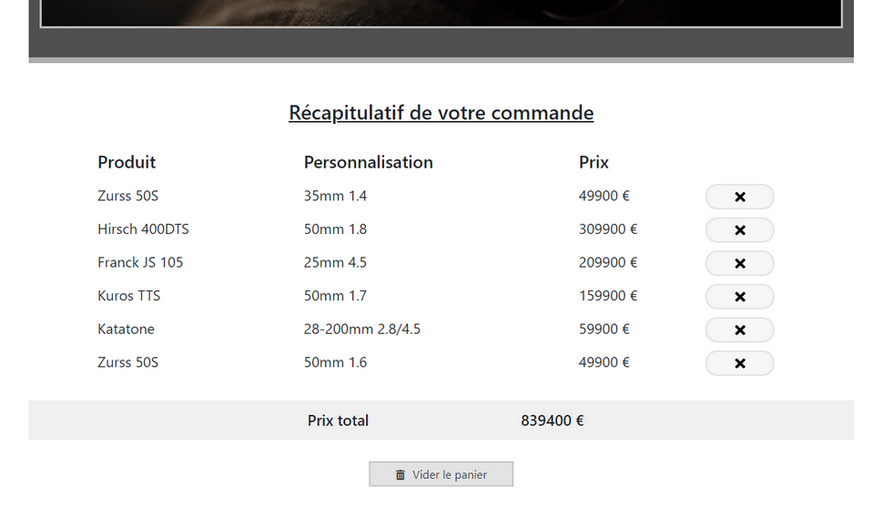 Récapitulatif de votre commande
Produit Personnalisation Prix
Zurss 50S 35mm 1.4 49900 €
Hirsch 400DTS 50mm 1.8 309900 €
Franck JS 105 25mm 4.5 209900 €
Kuros TTS 50mm 1.7 159900 €
Katatone 28-200mm 2.8/4.5 59900 €
Zurss 50S 50mm 1.6 49900 €
Prix total 839400 €
Vider le panier